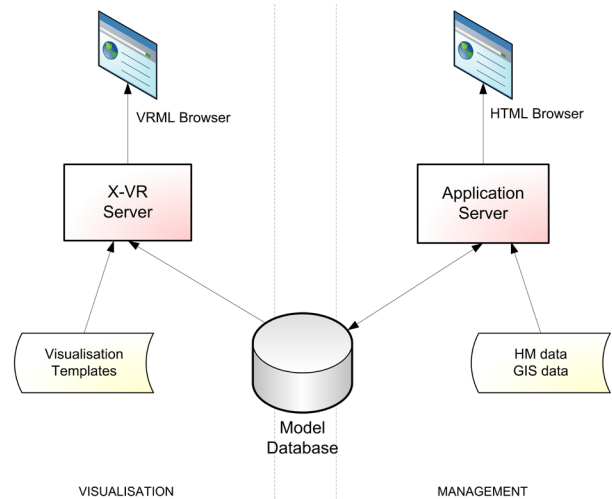 VRML Browser
HTML Browser
X-VR
Server
Application
Server
Visualisation
Templates
HM data
GIS data
Model
Database
VISUALISATION
MANAGEMENT